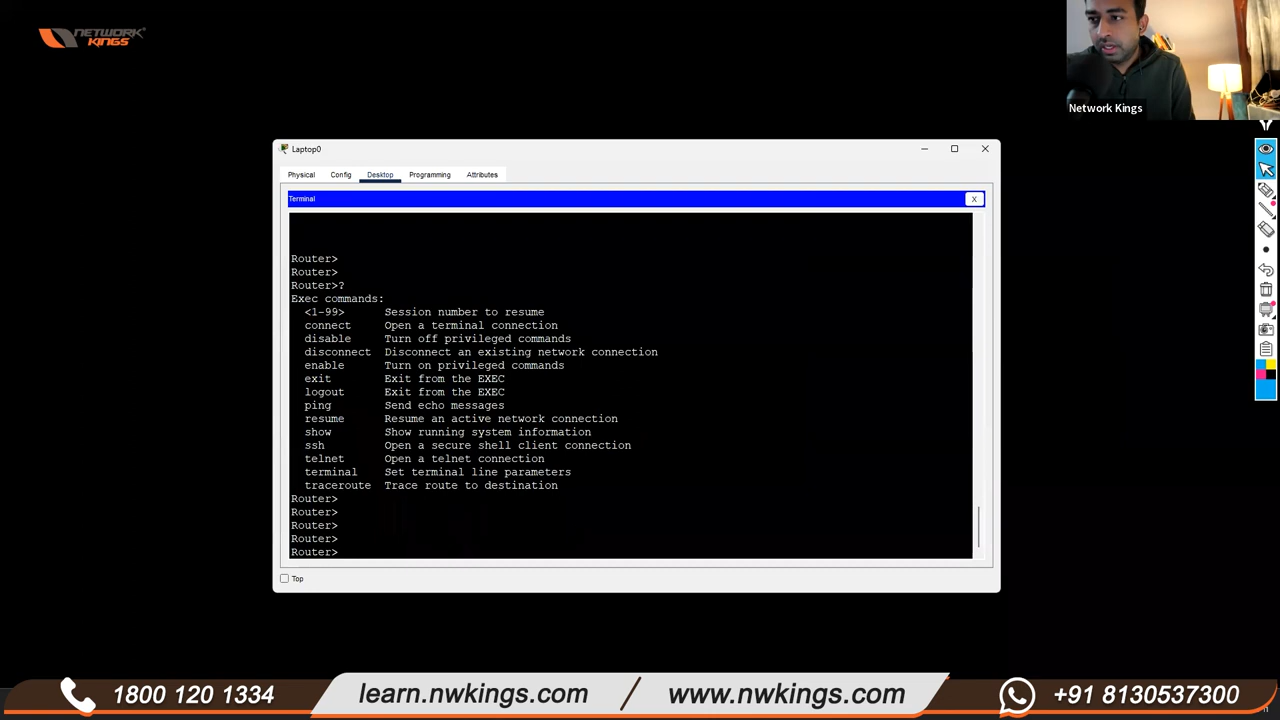 NETWORK
KINGS
Network Kings
Laptop0
Physical Config Desktop Programming Attributes
Terminal
X
Router>
Router>
Router>?
Exec commands:
<1-99> Session number to resume
connect Open a terminal connection
disable Turn off privileged commands
disconnect Disconnect an existing network connection
enable Turn on privileged commands
exit Exit from the EXEC
logout Exit from the EXEC
ping Send echo messages
resume Resume an active network connection
show Show running system information
ssh Open a secure shell client connection
telnet Open a telnet connection
terminal Set terminal line parameters
traceroute Trace route to destination
Router>
Router>
Router>
Router>
Router>
Top
1800 120 1334 learn.nwkings.com / www.nwkings.com +91 8130537300